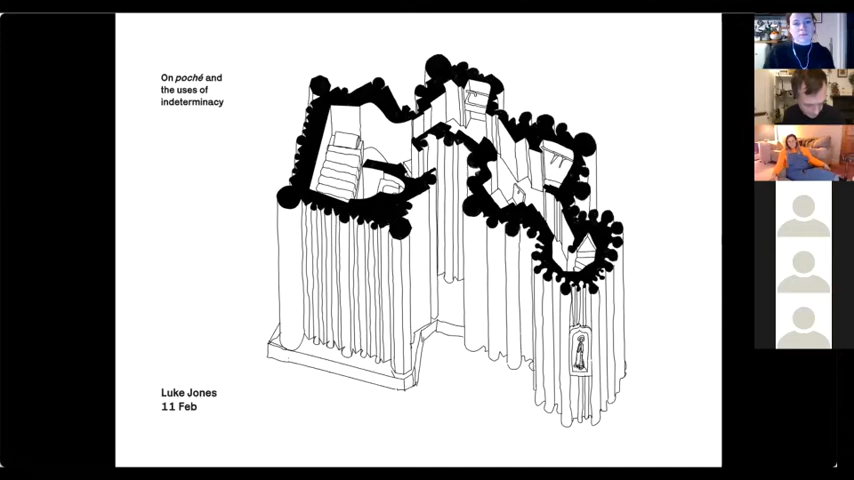 On poché and
the uses of
indeterminacy
Luke Jones
11 Feb